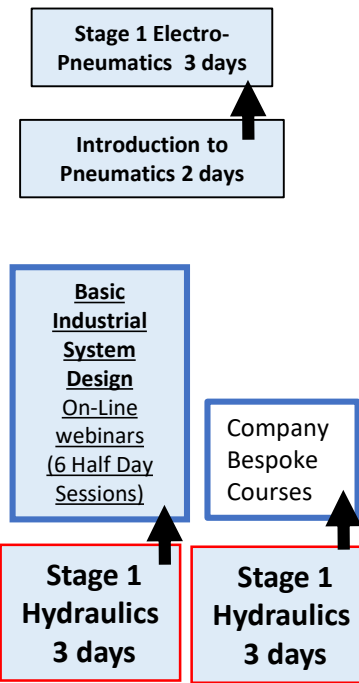 Stage 1 Electro-
Pneumatics 3 days
Introduction to
Pneumatics 2 days
Basic
Industrial
System
Design
On-Line
webinars
(6 Half Day
Sessions)
Company
Bespoke
Courses
Stage 1
Hydraulics
3 days
Stage 1
Hydraulics
3 days